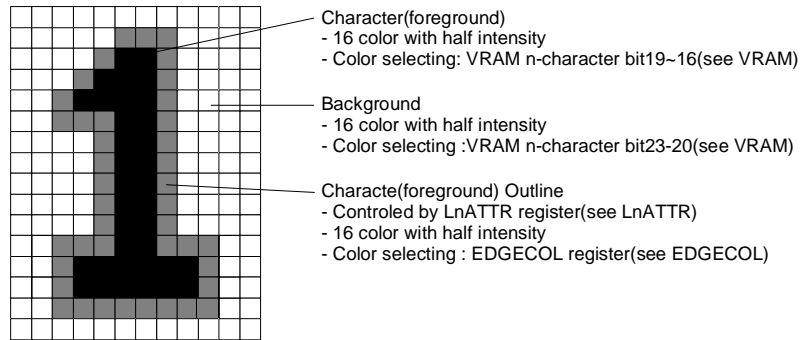 Character(foreground)
- 16 color with half intensity
- Color selecting: VRAM n-character bit19~16(see VRAM)
Background
- 16 color with half intensity
- Color selecting :VRAM n-character bit23-20(see VRAM)
Characte(foreground) Outline
- Controled by LnATTR register(see LnATTR)
- 16 color with half intensity
- Color selecting : EDGECOL register(see EDGECOL)